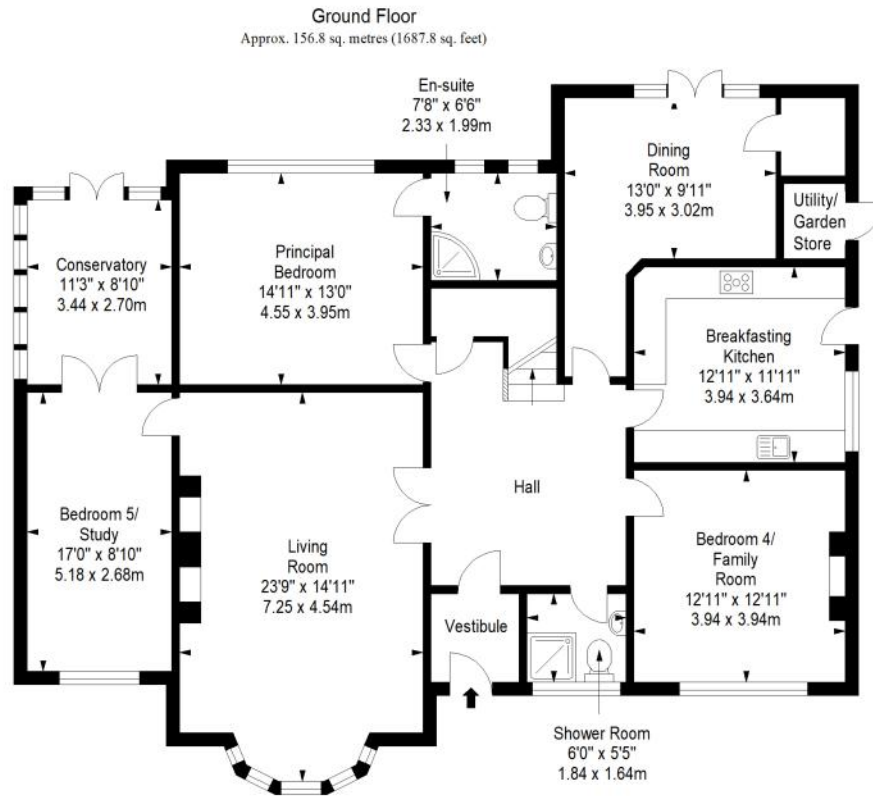 Ground Floor
Approx. 156.8 sq. metres (1687.8 sq. feet)
En-suite
7'8" x 6'6"
2.33 x 1.99m
Dining
Room
13'0" x 9'11"
3.95 x 3.02m
Utility/
Garden
Store
Conservatory
11'3" x 8'10"
3.44 x 2.70m
Principal
Bedroom
14'11" x 13'0"
4.55 x 3.95m
Breakfasting
Kitchen
12'11" x 11'11"
3.94 x 3.64m
Hall
Bedroom 5/
Study
17'0" x 8'10"
5.18 x 2.68m
Living
Room
23'9" x 14'11"
7.25 x 4.54m
Bedroom 4/
Family
Room
12'11" x 12'11"
3.94 x 3.94m
Vestibule
Shower Room
6'0" x 5'5"
1.84 x 1.64m